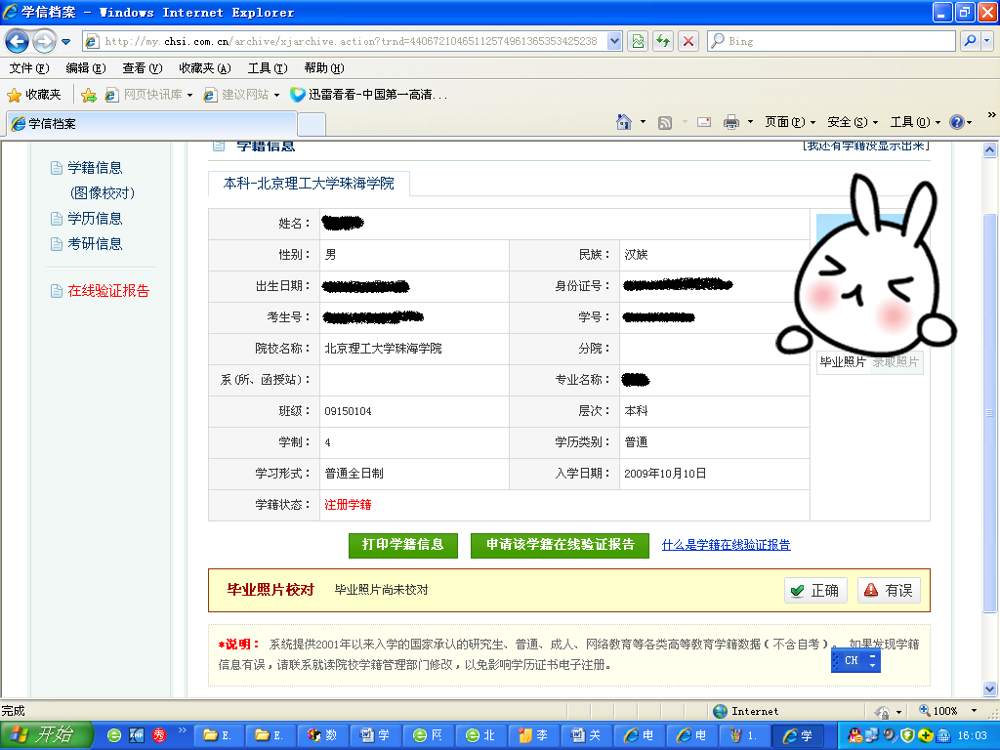 学信档案 - Windows Internet Explorer
http://my.chsi.com.cn/archive/xjarchive.action?trnd=44067210465112574961365353425238
Bing
文件(F) 编辑(E) 查看(V) 收藏夹(A) 工具(T) 帮助(H)
收藏夹 网页快讯库 建议网站 迅雷看看-中国第一高清...
学信档案
页面(P) 安全(S) 工具(O) »
学籍信息
(图像校对)
学历信息
考研信息
在线验证报告
学籍信息 [我还有学籍没显示出来]
本科-北京理工大学珠海学院
姓名：
性别： 男 民族： 汉族
出生日期： 身份证号：
考生号： 学号：
院校名称： 北京理工大学珠海学院 分院：
系(所、函授站)： 专业名称：
班级： 09150104 层次： 本科
学制： 4 学历类别： 普通
学习形式： 普通全日制 入学日期： 2009年10月10日
学籍状态： 注册学籍
毕业照片 录取照片
打印学籍信息 申请该学籍在线验证报告 什么是学籍在线验证报告
毕业照片校对 毕业照片尚未校对 正确 有误
*说明： 系统提供2001年以来入学的国家承认的研究生、普通、成人、网络教育等各类高等教育学籍数据（不含自考）。 如果发现学籍
信息有误，请联系就读院校学籍管理部门修改，以免影响学历证书电子注册。
CH
完成 Internet 100%
开始 » E. E. 数 学 网 北 李 关 电 电 1. 学 16:03